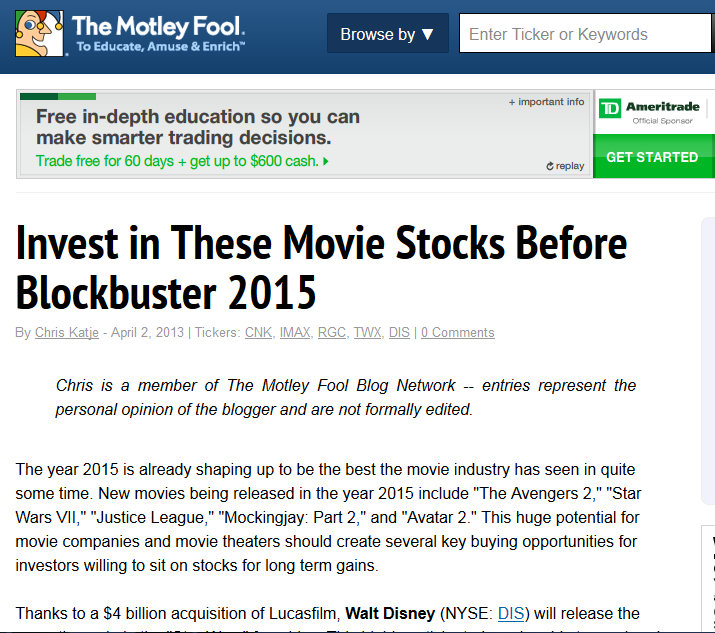 The Motley Fool.
To Educate, Amuse & Enrich™
Browse by ▼
Enter Ticker or Keywords
Free in-depth education so you can
make smarter trading decisions.
Trade free for 60 days + get up to $600 cash.
+ important info
replay
TD Ameritrade
Official Sponsor
GET STARTED
Invest in These Movie Stocks Before
Blockbuster 2015
By Chris Katje - April 2, 2013 | Tickers: CNK, IMAX, RGC, TWX, DIS | 0 Comments
Chris is a member of The Motley Fool Blog Network -- entries represent the
personal opinion of the blogger and are not formally edited.
The year 2015 is already shaping up to be the best the movie industry has seen in quite
some time. New movies being released in the year 2015 include "The Avengers 2," "Star
Wars VII," "Justice League," "Mockingjay: Part 2," and "Avatar 2." This huge potential for
movie companies and movie theaters should create several key buying opportunities for
investors willing to sit on stocks for long term gains.
Thanks to a $4 billion acquisition of Lucasfilm, Walt Disney (NYSE: DIS) will release the